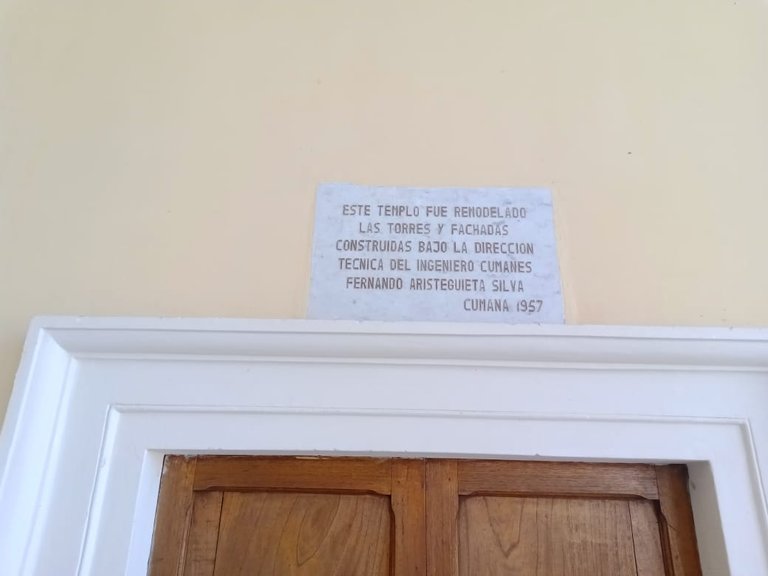 ESTE TEMPLO FUE REMODELADO
LAS TORRES Y FACHADAS
CONSTRUIDAS BAJO LA DIRECCION
TECNICA DEL INGENIERO CUMANES
FERNANDO ARISTEGUIETA SILVA
CUMANA 1957